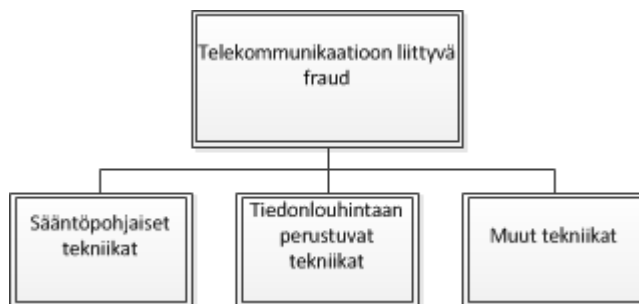 Telekommunikaatioon liittyvä
fraud
Sääntöpohjaiset
tekniikat
Tiedonlouhintaan
perustuvat
tekniikat
Muut tekniikat